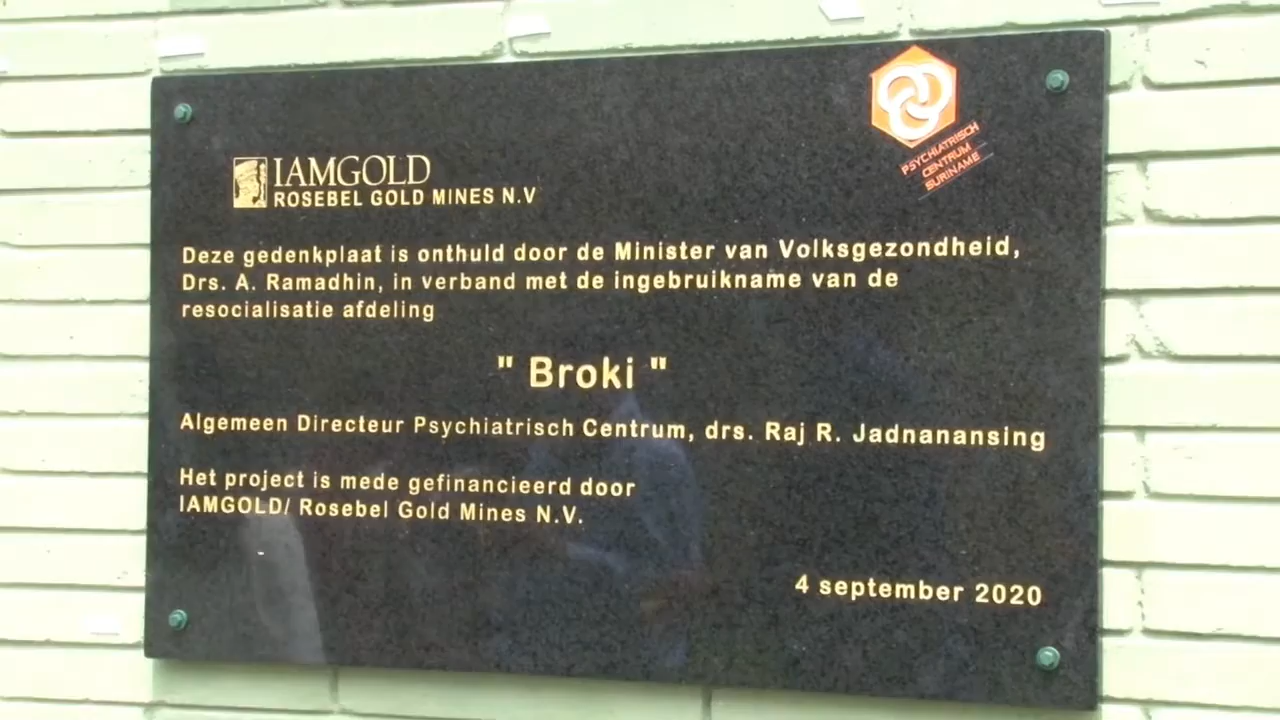 IAMGOLD
ROSEBEL GOLD MINES N.V
PSYCHIATRISCH
CENTRUM
SURINAME
Deze gedenkplaat is onthuld door de Minister van Volksgezondheid,
Drs. A. Ramadhin, in verband met de ingebruikname van de
resocialisatie afdeling
" Broki "
Algemeen Directeur Psychiatrisch Centrum, drs. Raj R. Jadnanansing
Het project is mede gefinancieerd door
IAMGOLD/ Rosebel Gold Mines N.V.
4 september 2020